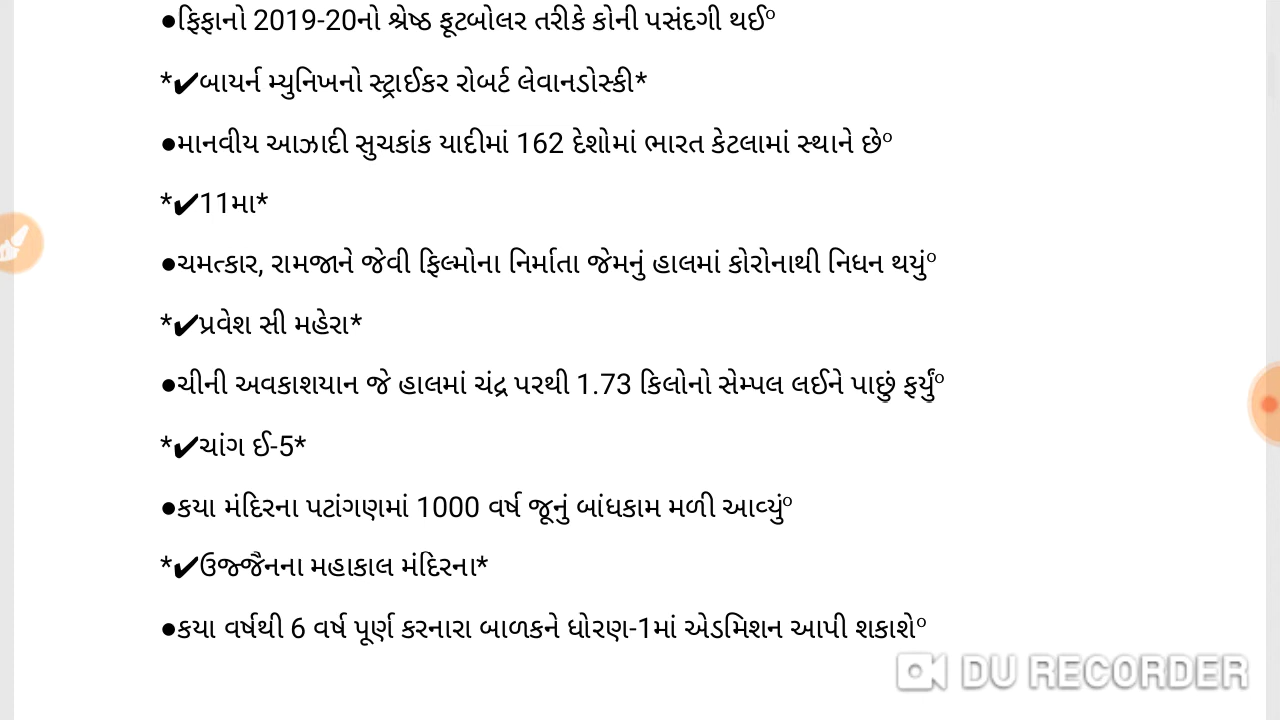 ●ફિફાનો 2019-20નો શ્રેષ્ઠ ફૂટબોલર તરીકે કોની પસંદગી થઈº
*✔બાયર્ન મ્યુનિખનો સ્ટ્રાઈકર રોબર્ટ લેવાનડોસ્કી*
●માનવીય આઝાદી સુચકાંક યાદીમાં 162 દેશોમાં ભારત કેટલામાં સ્થાને છેº
*✔11મા*
●ચમત્કાર, રામજાને જેવી ફિલ્મોના નિર્માતા જેમનું હાલમાં કોરોનાથી નિધન થયુંº
*✔પ્રવેશ સી મહેરા*
●ચીની અવકાશયાન જે હાલમાં ચંદ્ર પરથી 1.73 કિલોનો સેમ્પલ લઈને પાછું ફર્યુંº
*✔ચાંગ ઈ-5*
●કયા મંદિરના પટાંગણમાં 1000 વર્ષ જૂનું બાંધકામ મળી આવ્યુંº
*✔ઉજ્જૈનના મહાકાલ મંદિરના*
●કયા વર્ષથી 6 વર્ષ પૂર્ણ કરનારા બાળકને ધોરણ-1માં એડમિશન આપી શકાશેº
DU RECORDER